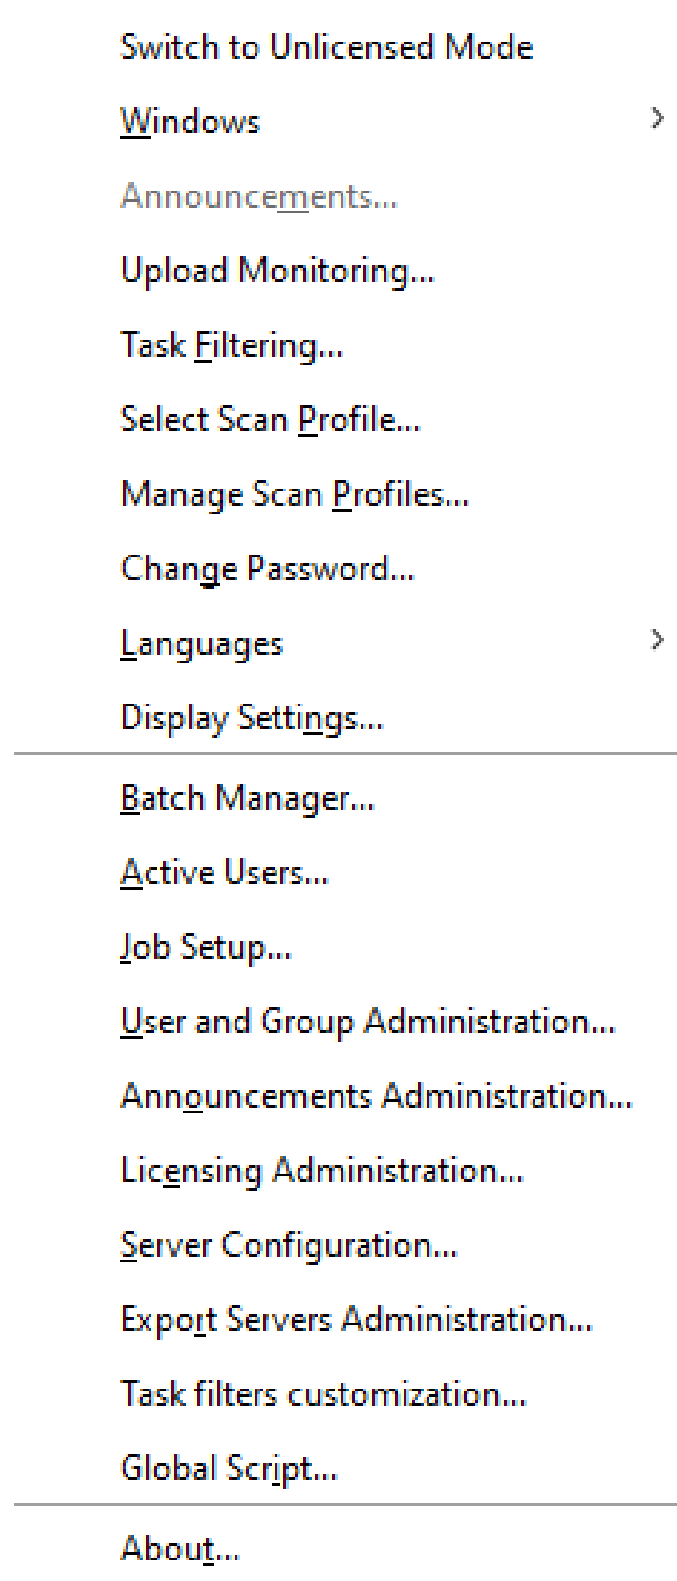 Switch to Unlicensed Mode
Windows
Announcements...
Upload Monitoring...
Task Filtering...
Select Scan Profile...
Manage Scan Profiles...
Change Password...
Languages
Display Settings...
Batch Manager...
Active Users...
Job Setup...
User and Group Administration...
Announcements Administration...
Licensing Administration...
Server Configuration...
Export Servers Administration...
Task filters customization...
Global Script...
About...